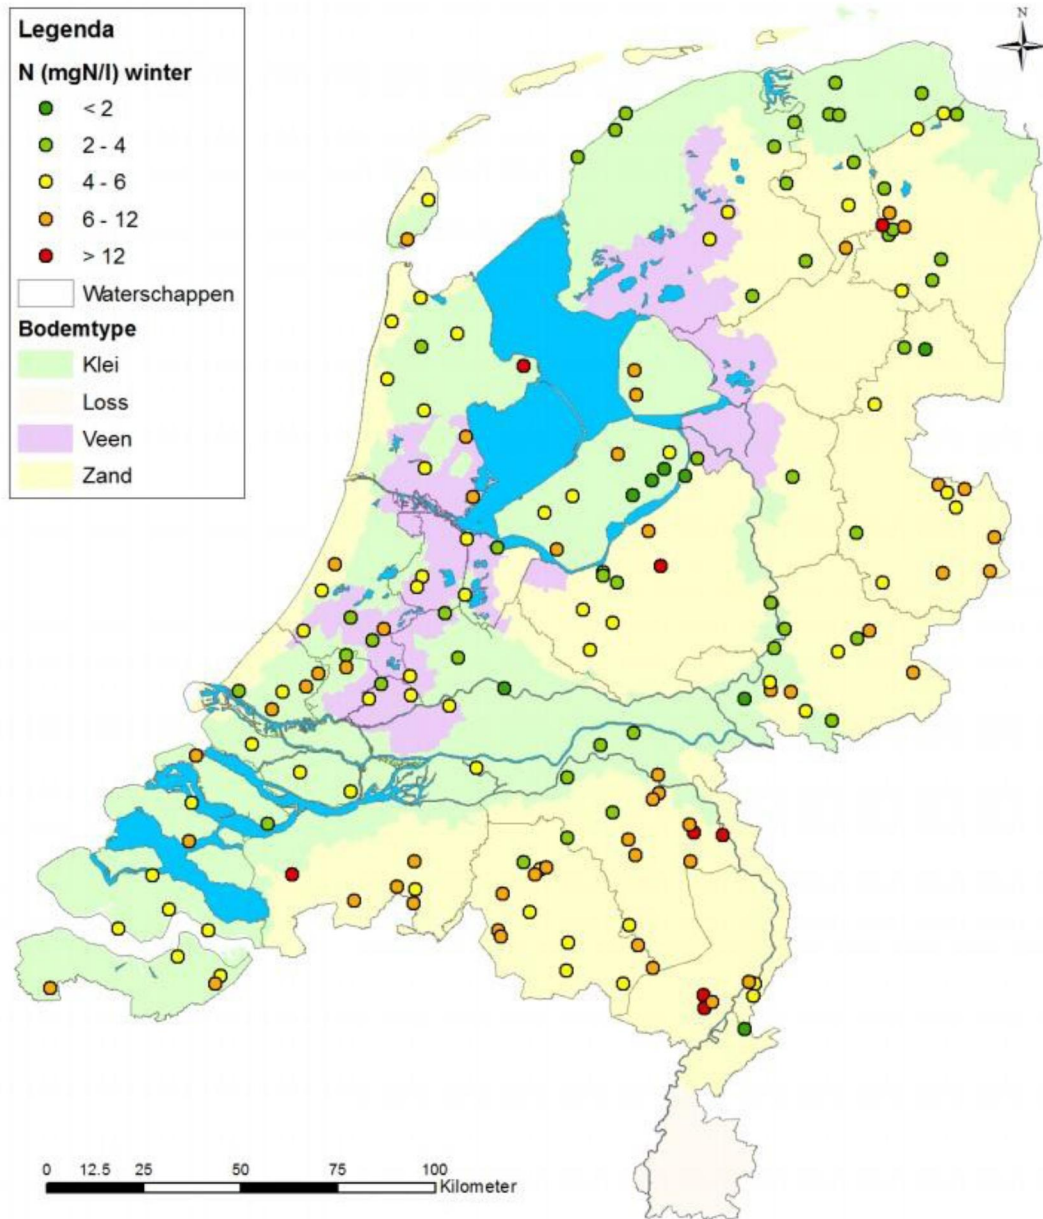 Legenda
N (mgN/l) winter
< 2
2 - 4
4 - 6
6 - 12
> 12
Waterschappen
Bodemtype
Klei
Loss
Veen
Zand
N
0 12.5 25 50 75 100
Kilometer